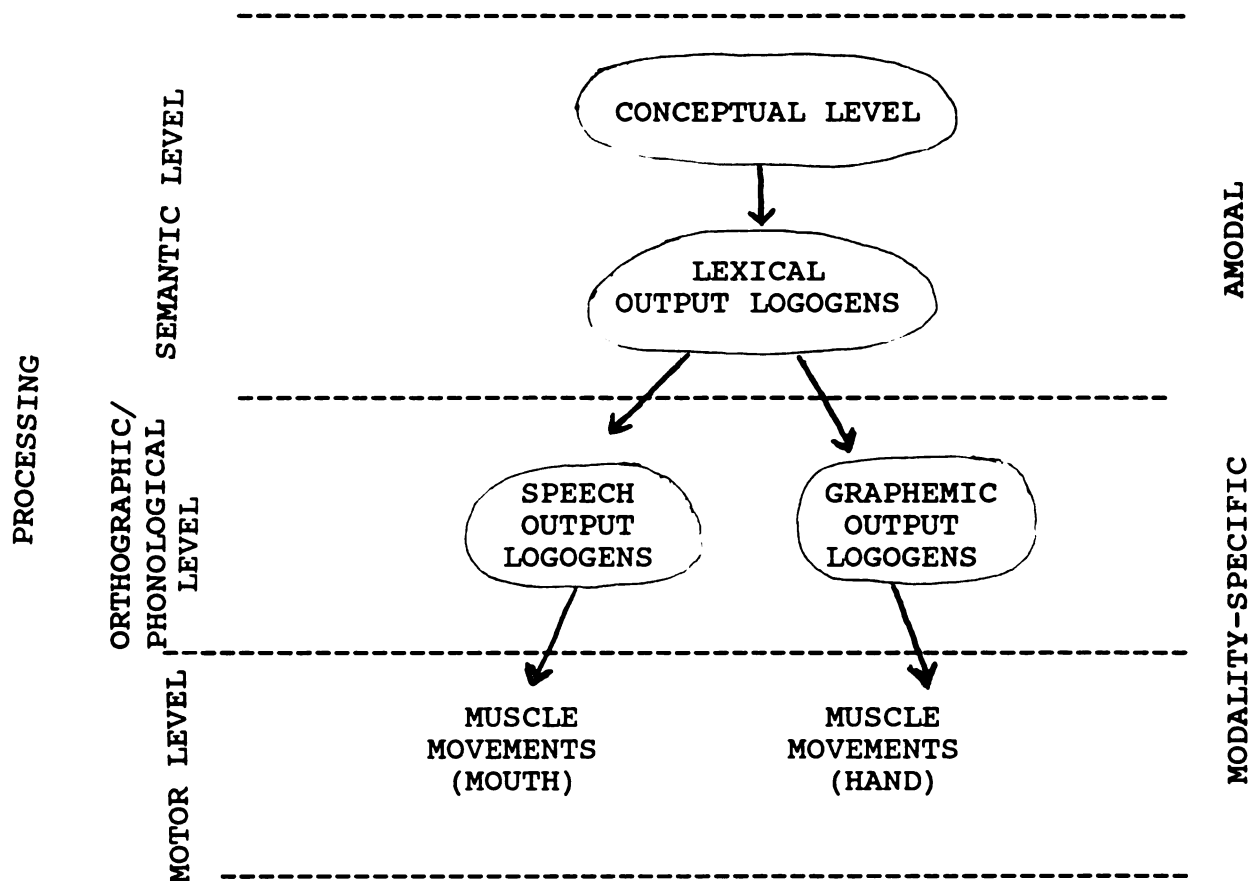 PROCESSING
SEMANTIC LEVEL
ORTHOGRAPHIC/
PHONOLOGICAL
LEVEL
MOTOR LEVEL
CONCEPTUAL LEVEL
LEXICAL
OUTPUT LOGOGENS
SPEECH
OUTPUT
LOGOGENS
GRAPHEMIC
OUTPUT
LOGOGENS
MUSCLE
MOVEMENTS
(MOUTH)
MUSCLE
MOVEMENTS
(HAND)
AMODAL
MODALITY-SPECIFIC